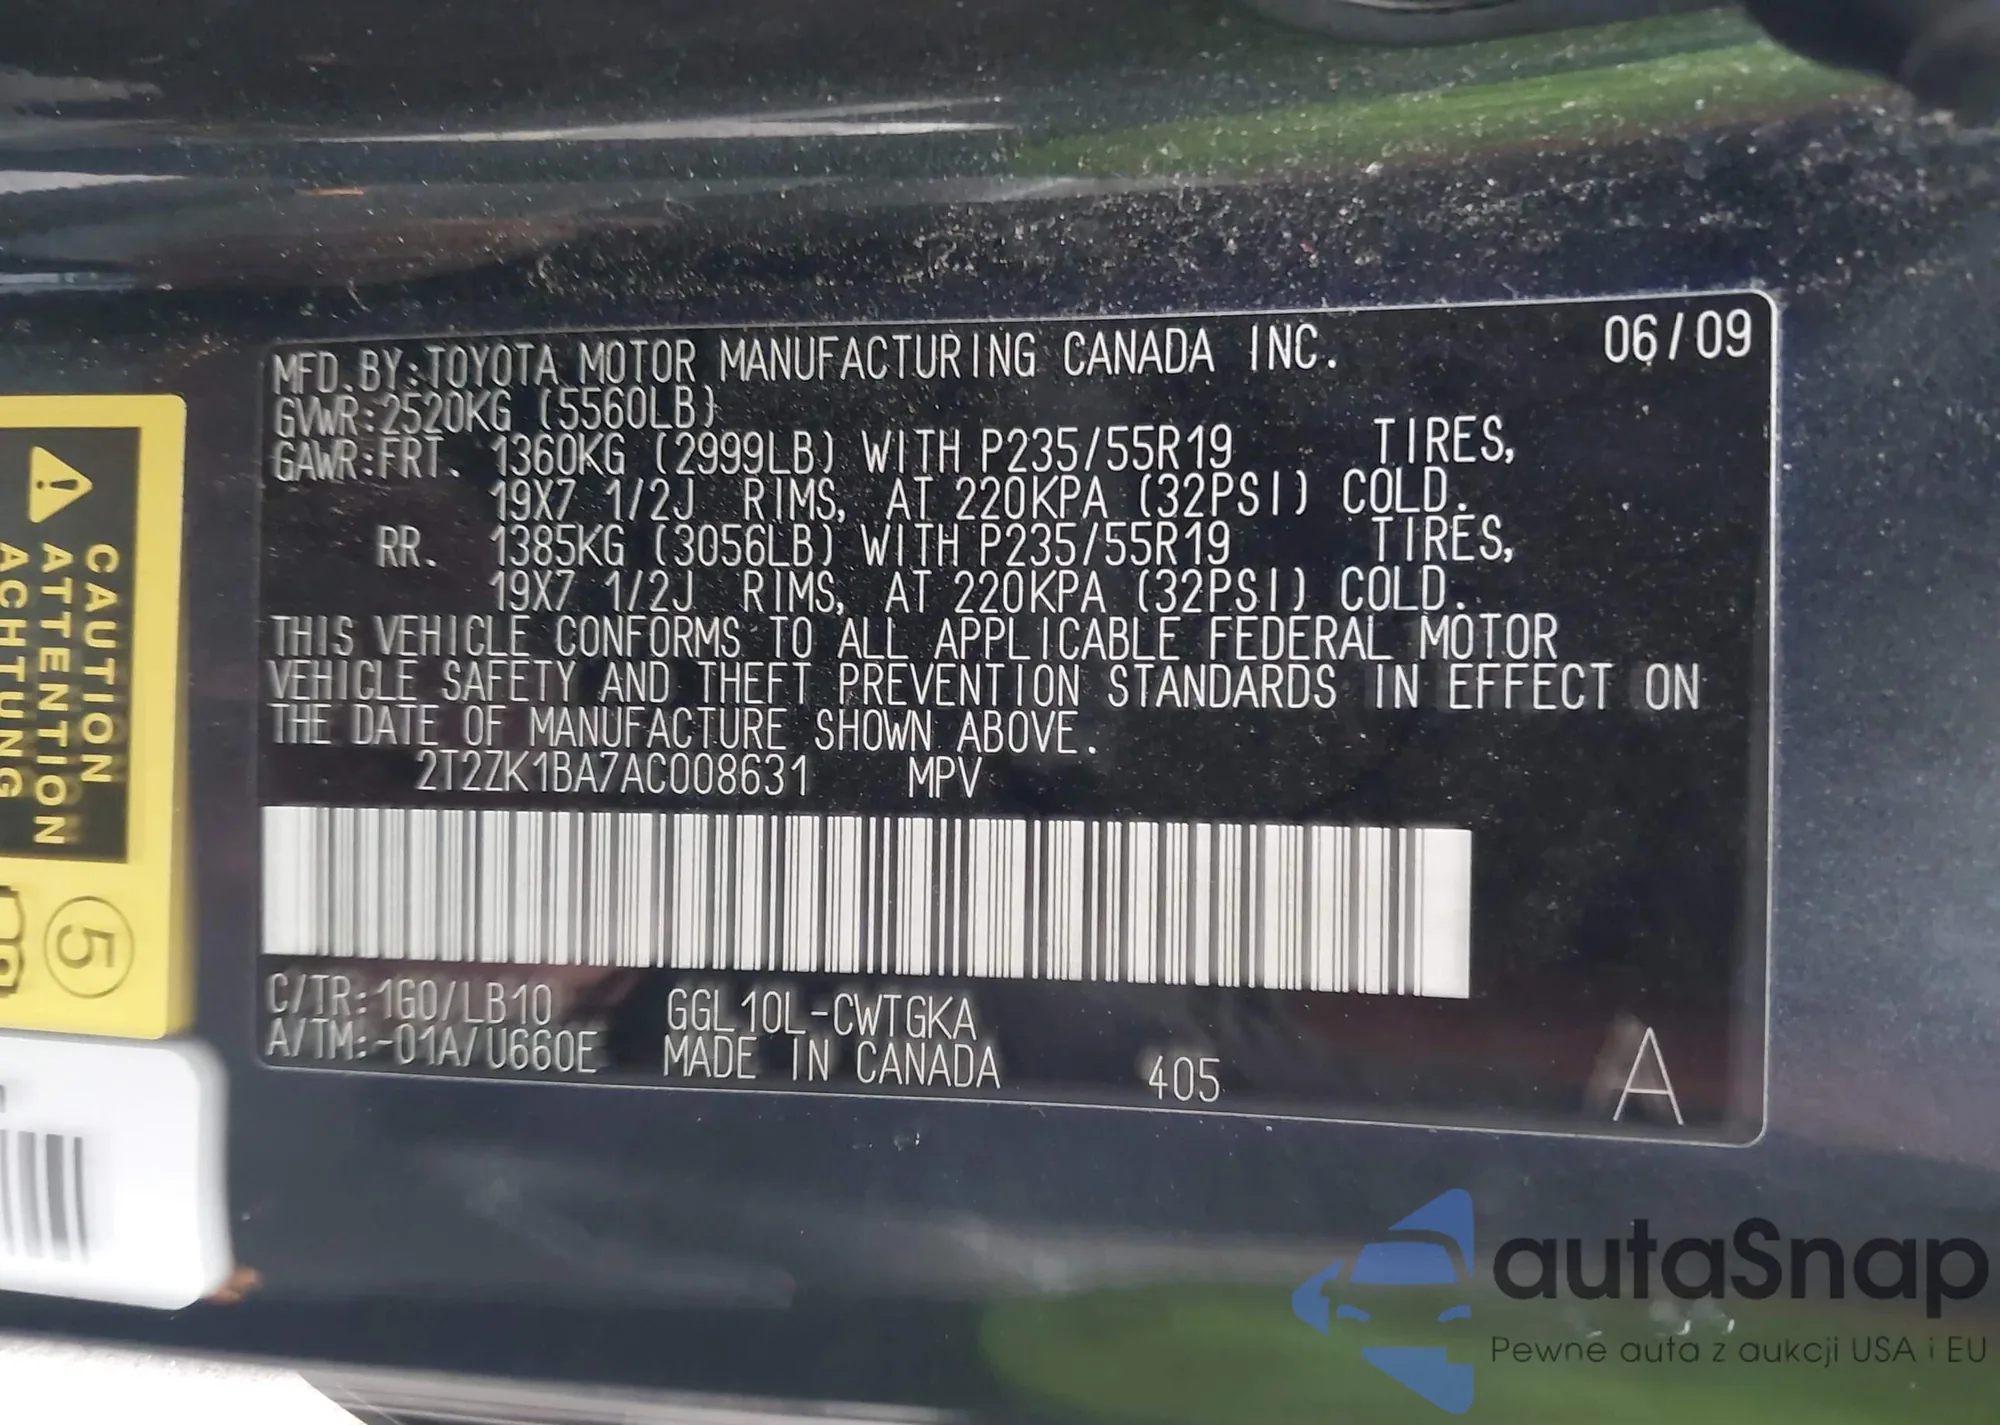 MFD.BY:TOYOTA MOTOR MANUFACTURING CANADA INC. 06/09
GVWR:2520KG (5560LB)
GAWR:FRT. 1360KG (2999LB) WITH P235/55R19 TIRES,
19X7 1/2J RIMS, AT 220KPA (32PSI) COLD.
RR. 1385KG (3056LB) WITH P235/55R19 TIRES,
19X7 1/2J RIMS, AT 220KPA (32PSI) COLD.
THIS VEHICLE CONFORMS TO ALL APPLICABLE FEDERAL MOTOR
VEHICLE SAFETY AND THEFT PREVENTION STANDARDS IN EFFECT ON
THE DATE OF MANUFACTURE SHOWN ABOVE.
2T2ZK1BA7AC008631 MPV
C/TR:1G0/LB10 GGL10L-CWTGKA
A/TM:-01A/U660E MADE IN CANADA 405 A
CAUTION
ATTENTION
ACHTUNG
5
autaSnap
Pewne auta z aukcji USA i EU